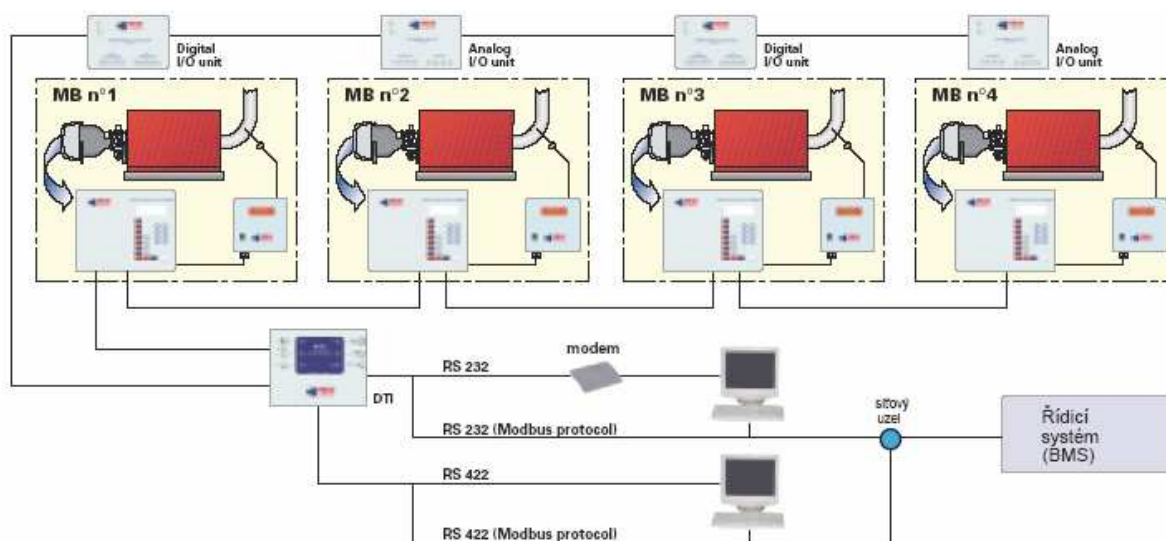 Digital
I/O unit
Analog
I/O unit
Digital
I/O unit
Analog
I/O unit
MB n°1
MB n°2
MB n°3
MB n°4
DTI
RS 232
modem
RS 232 (Modbus protocol)
síťový
uzel
Řídicí
systém
(BMS)
RS 422
RS 422 (Modbus protocol)